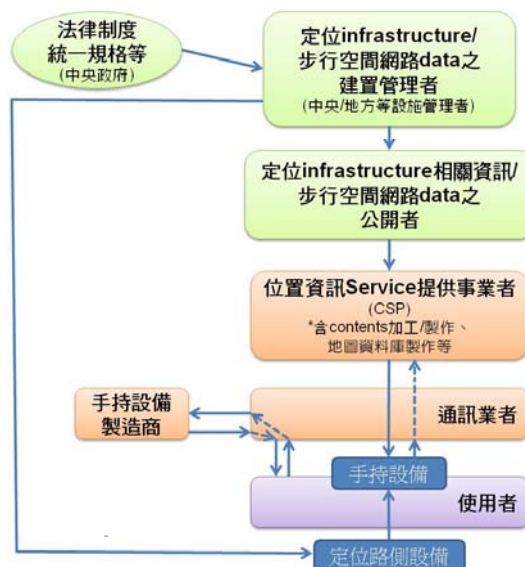 法律制度
統一規格等
(中央政府)
定位infrastructure/
步行空間網路data之
建置管理者
(中央/地方等設施管理者)
定位infrastructure相關資訊/
步行空間網路data之
公開者
位置資訊Service提供事業者
(CSP)
*含contents加工/製作、
地圖資料庫製作等
手持設備
製造商
通訊業者
手持設備
使用者
定位路側設備